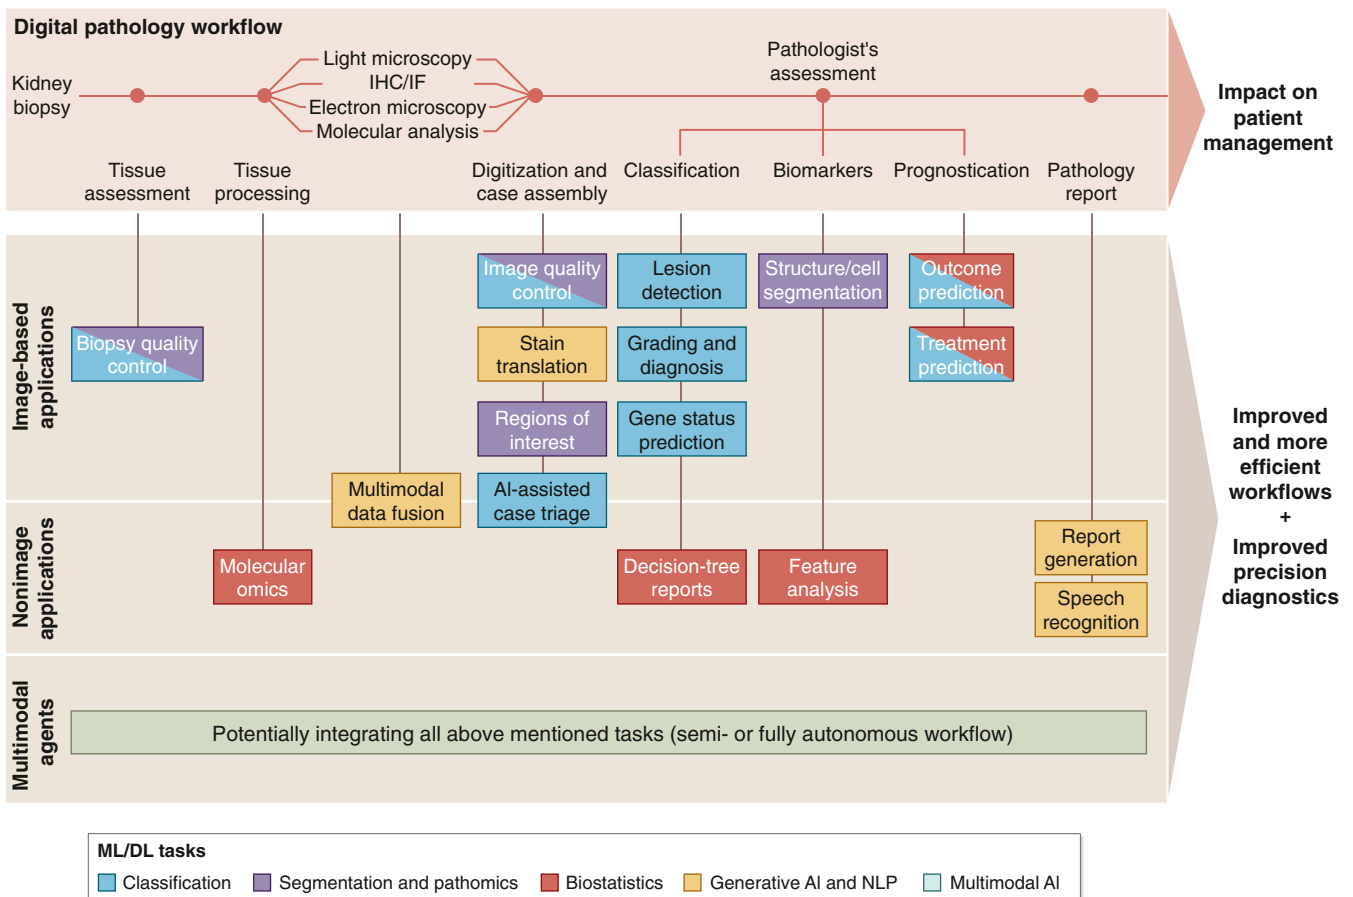 Digital pathology workflow
Kidney
biopsy
Light microscopy
IHC/IF
Electron microscopy
Molecular analysis
Pathologist's
assessment
Tissue
assessment
Tissue
processing
Digitization and
case assembly
Classification
Biomarkers
Prognostication
Pathology
report
Impact on
patient
management
Image-based
applications
Biopsy quality
control
Image quality
control
Stain
translation
Regions of
interest
AI-assisted
case triage
Lesion
detection
Grading and
diagnosis
Gene status
prediction
Structure/cell
segmentation
Outcome
prediction
Treatment
prediction
Multimodal
data fusion
Nonimage
applications
Molecular
omics
Decision-tree
reports
Feature
analysis
Report
generation
Speech
recognition
Multimodal
agents
Potentially integrating all above mentioned tasks (semi- or fully autonomous workflow)
Improved
and more
efficient
workflows
+
Improved
precision
diagnostics
ML/DL tasks
Classification
Segmentation and pathomics
Biostatistics
Generative AI and NLP
Multimodal AI